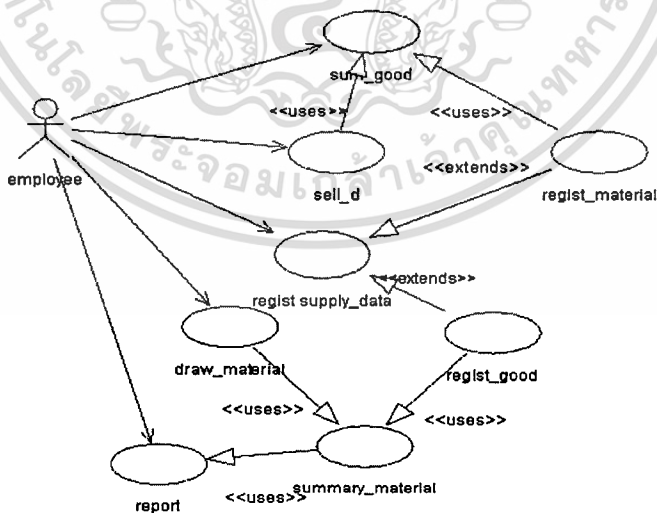 sum_good
<<uses>>
<<uses>>
employee
sell_d
<<extends>>
regist_material
regist supply_data
<<extends>>
draw_material
regist_good
<<uses>>
<<uses>>
summary_material
report
<<uses>>